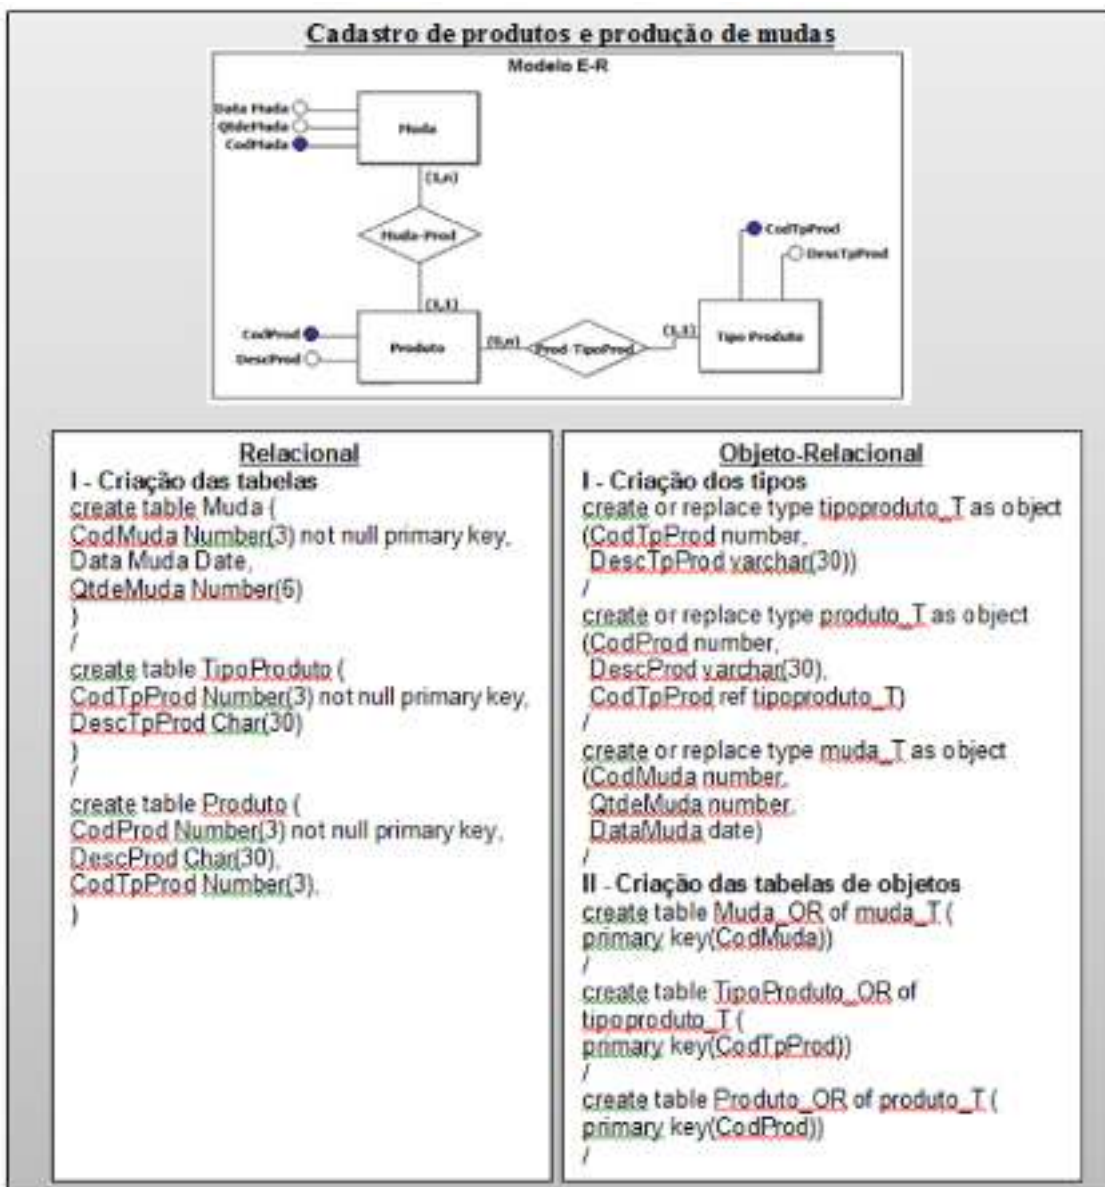 Cadastro de produtos e produção de mudas
Modelo E-R
Data Muda
QtdeMuda
CodMuda
Muda
(1,n)
Muda-Prod
(1,1)
CodProd
DescProd
Produto
(0,n)
Prod-TipoProd
(1,1)
Tipo Produto
CodTpProd
DescTpProd
Relacional
I - Criação das tabelas
create table Muda (
CodMuda Number(3) not null primary key,
Data Muda Date,
QtdeMuda Number(6)
)
/
create table TipoProduto (
CodTpProd Number(3) not null primary key,
DescTpProd Char(30)
)
/
create table Produto (
CodProd Number(3) not null primary key,
DescProd Char(30),
CodTpProd Number(3),
)
Objeto-Relacional
I - Criação dos tipos
create or replace type tipoproduto_T as object
(CodTpProd number,
DescTpProd varchar(30))
/
create or replace type produto_T as object
(CodProd number,
DescProd varchar(30),
CodTpProd ref tipoproduto_T)
/
create or replace type muda_T as object
(CodMuda number,
QtdeMuda number,
DataMuda date)
/
II - Criação das tabelas de objetos
create table Muda_OR of muda_T (
primary key(CodMuda))
/
create table TipoProduto_OR of
tipoproduto_T (
primary key(CodTpProd))
/
create table Produto_OR of produto_T (
primary key(CodProd))
/